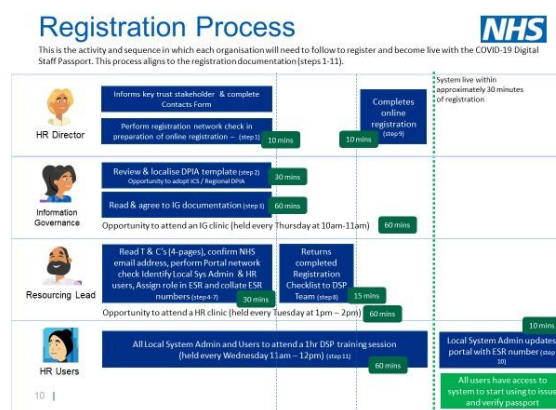 Registration Process
NHS
This is the activity and sequence in which each organisation will need to follow to register and become live with the COVID-19 Digital
Staff Passport. This process aligns to the registration documentation (steps 1-11).
System live within
approximately 30 minutes
of registration
HR Director
Informs key trust stakeholder & complete
Contacts Form
Perform registration network check in
preparation of online registration – (step 1)
10 mins
Completes
online
registration
(step 9)
10 mins
Information
Governance
Review & localise DPIA template (step 2)
Opportunity to adopt ICS / Regional DPIA
30 mins
Read & agree to IG documentation (step 3)
60 mins
Opportunity to attend an IG clinic (held every Thursday at 10am-11am)
60 mins
Resourcing Lead
Read T & C's (4-pages), confirm NHS
email address, perform Portal network
check Identify Local Sys Admin & HR
users, Assign role in ESR and collate ESR
numbers (step 4-7)
30 mins
Returns
completed
Registration
Checklist to DSP
Team (step 8)
15 mins
Opportunity to attend a HR clinic (held every Tuesday at 1pm – 2pm)
60 mins
HR Users
All Local System Admin and Users to attend a 1hr DSP training session
(held every Wednesday 11am – 12pm) (step 11)
60 mins
10 mins
Local System Admin updates
portal with ESR number (step
10)
All users have access to
system to start using to issue
and verify passport
10 |